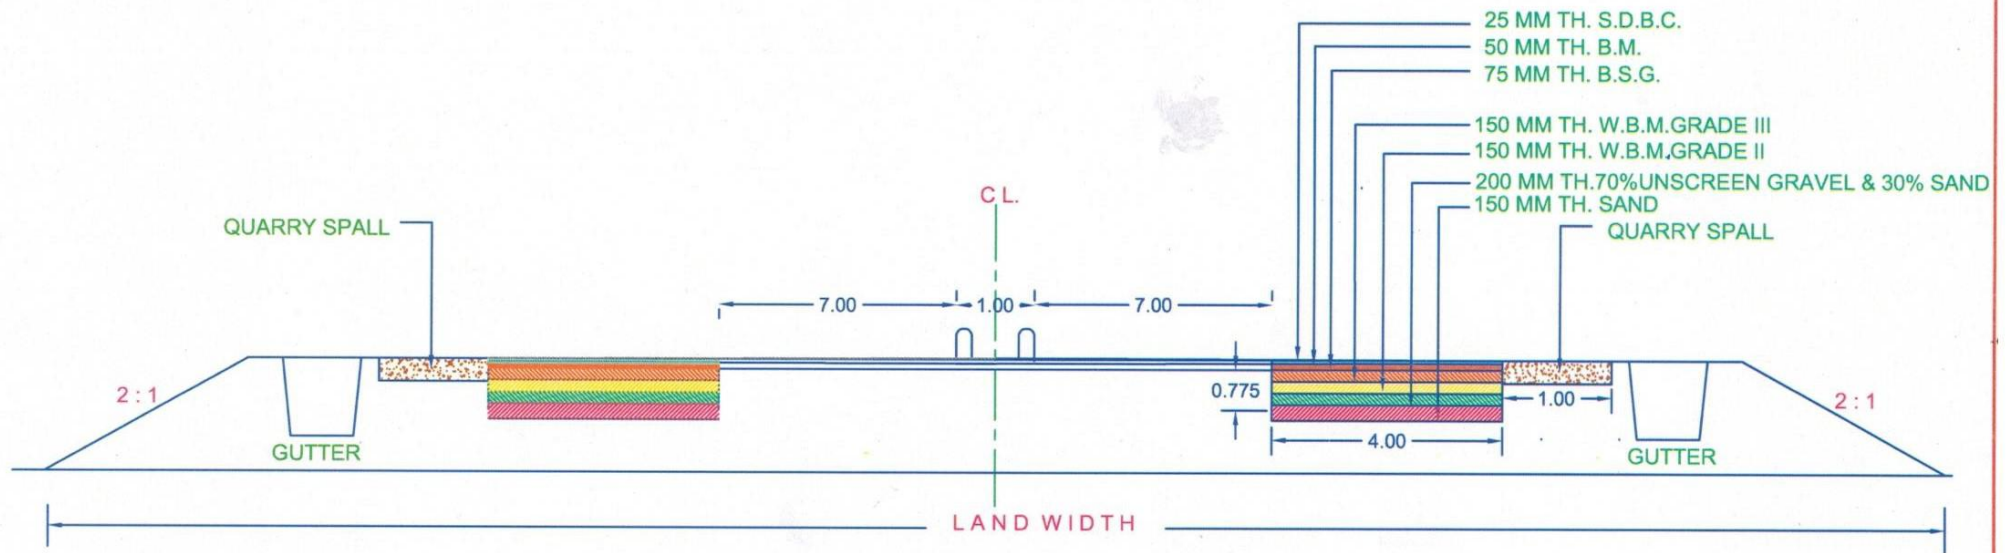 25 MM TH. S.D.B.C.
50 MM TH. B.M.
75 MM TH. B.S.G.
150 MM TH. W.B.M.GRADE III
150 MM TH. W.B.M.GRADE II
200 MM TH.70%UNSCREEN GRAVEL & 30% SAND
150 MM TH. SAND
QUARRY SPALL
QUARRY SPALL
C L.
7.00
1.00
7.00
2 : 1
0.775
1.00
2 : 1
4.00
GUTTER
GUTTER
LAND WIDTH